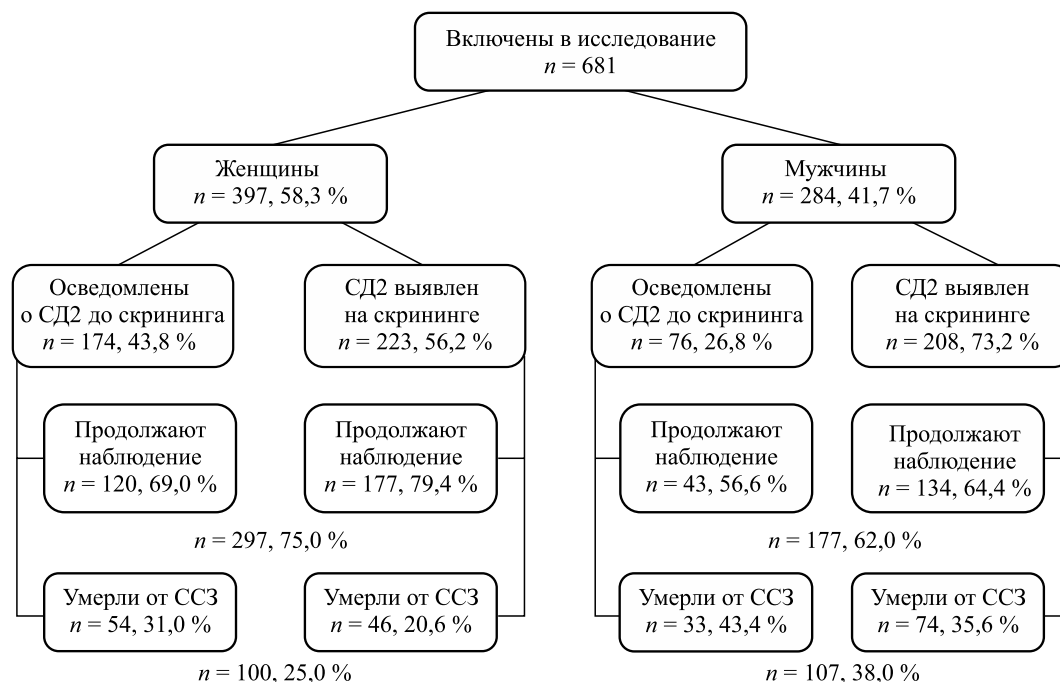 Включены в исследование
n = 681
Женщины
n = 397, 58,3 %
Мужчины
n = 284, 41,7 %
Осведомлены
о СД2 до скрининга
n = 174, 43,8 %
СД2 выявлен
на скрининге
n = 223, 56,2 %
Осведомлены
о СД2 до скрининга
n = 76, 26,8 %
СД2 выявлен
на скрининге
n = 208, 73,2 %
Продолжают
наблюдение
n = 120, 69,0 %
Продолжают
наблюдение
n = 177, 79,4 %
Продолжают
наблюдение
n = 43, 56,6 %
Продолжают
наблюдение
n = 134, 64,4 %
n = 297, 75,0 %
n = 177, 62,0 %
Умерли от ССЗ
n = 54, 31,0 %
Умерли от ССЗ
n = 46, 20,6 %
Умерли от ССЗ
n = 33, 43,4 %
Умерли от ССЗ
n = 74, 35,6 %
n = 100, 25,0 %
n = 107, 38,0 %